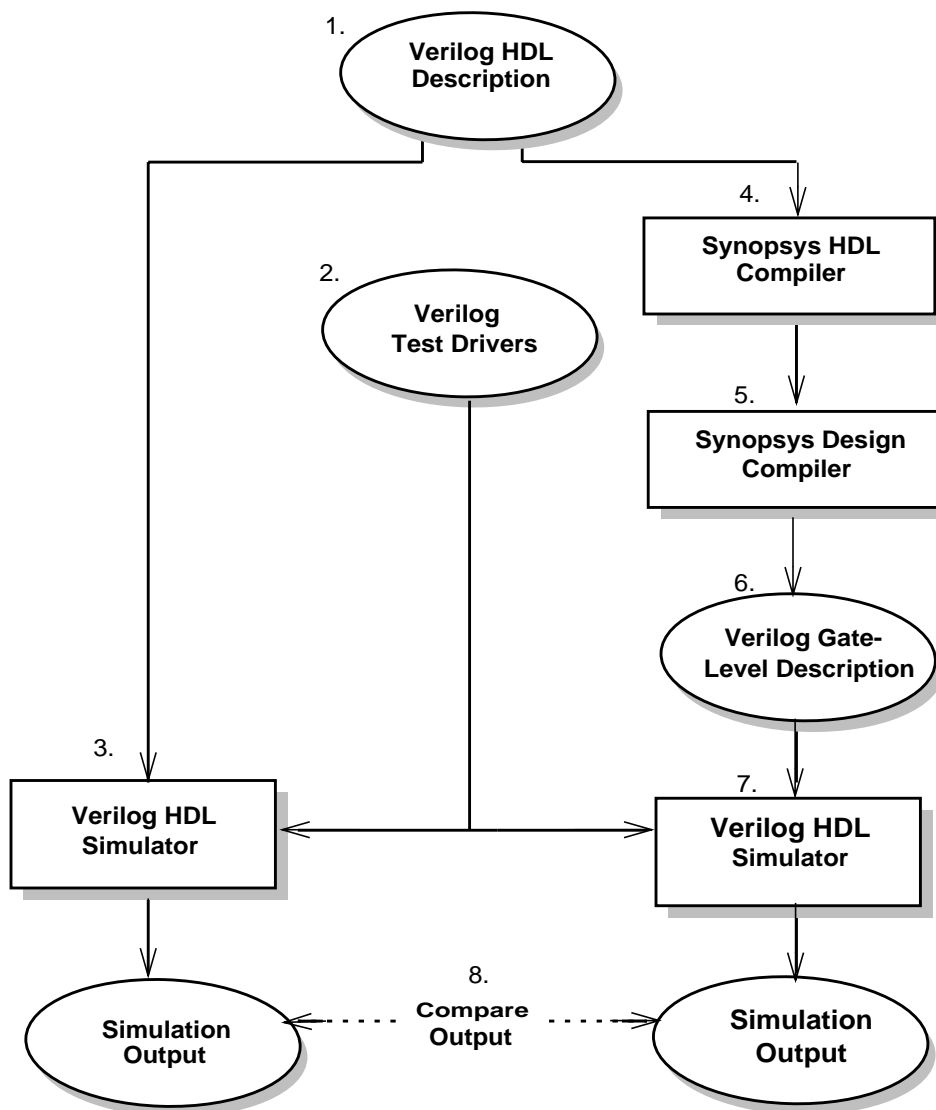 1.
Verilog HDL
Description
4.
Synopsys HDL
Compiler
2.
Verilog
Test Drivers
5.
Synopsys Design
Compiler
6.
Verilog Gate-
Level Description
3.
Verilog HDL
Simulator
7.
Verilog HDL
Simulator
8.
Compare
Output
Simulation
Output
Simulation
Output